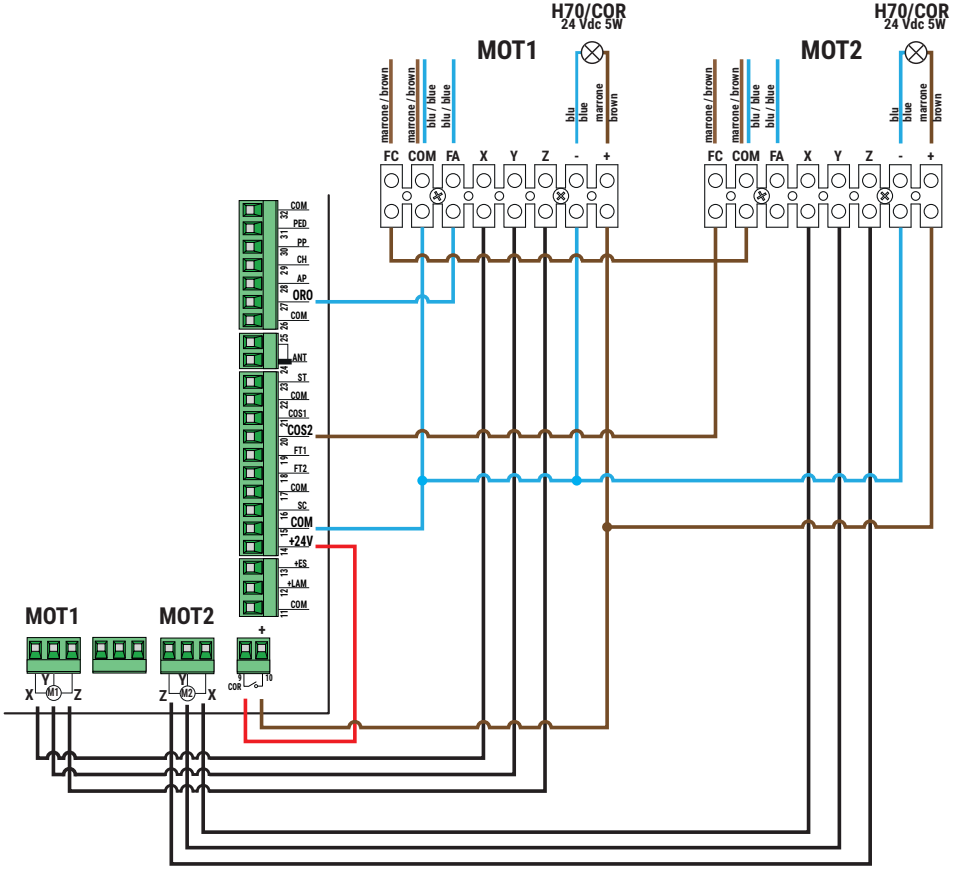 H70/COR
24 Vdc 5W
H70/COR
24 Vdc 5W
MOT1
MOT2
marrone / brown
marrone / brown
blu / blue
blu / blue
blu
blue
marrone
brown
marrone / brown
marrone / brown
blu / blue
blu / blue
blu
blue
marrone
brown
FC COM FA X Y Z - +
FC COM FA X Y Z - +
COM
32
PED
31
PP
30
CH
29
AP
28
ORO
27
COM
26
25
ANT
24
ST
23
COM
22
COS1
21
COS2
20
FT1
19
FT2
18
COM
17
SC
16
COM
15
+24V
14
+ES
13
+LAM
12
COM
11
MOT1
MOT2
+
9 10
COR
Y
X M1 Z
Y
Z M2 X